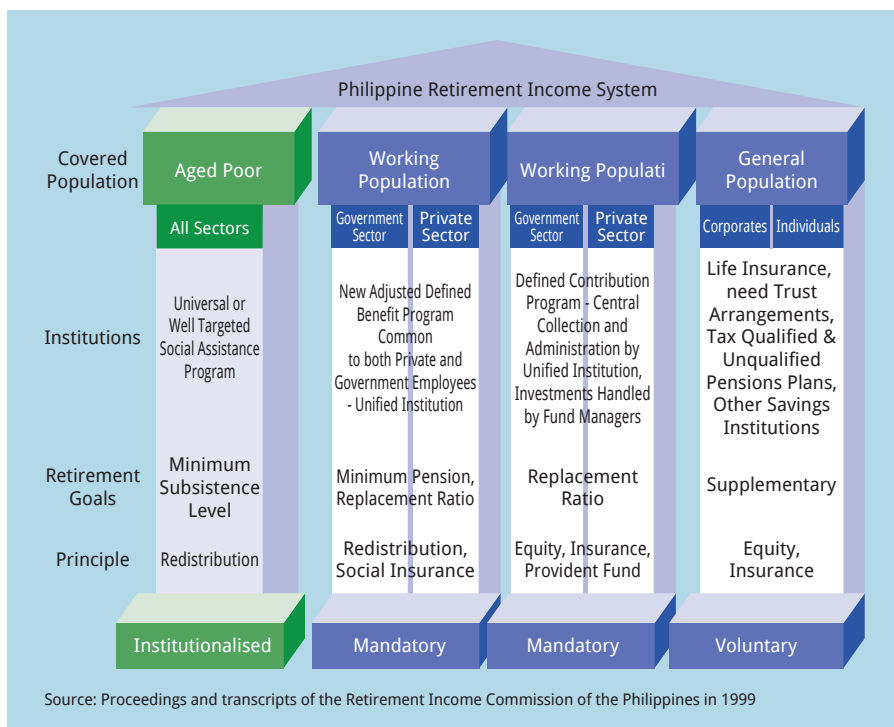 Philippine Retirement Income System
Covered
Population
Aged Poor
Working
Population
Working Populati
General
Population
All Sectors
Government
Sector
Private
Sector
Government
Sector
Private
Sector
Corporates
Individuals
Institutions
Universal or
Well Targeted
Social Assistance
Program
New Adjusted Defined
Benefit Program
Common
to both Private and
Government Employees
- Unified Institution
Defined Contribution
Program - Central
Collection and
Administration by
Unified Institution,
Investments Handled
by Fund Managers
Life Insurance,
need Trust
Arrangements,
Tax Qualified &
Unqualified
Pensions Plans,
Other Savings
Institutions
Retirement
Goals
Minimum
Subsistence
Level
Minimum Pension,
Replacement Ratio
Replacement
Ratio
Supplementary
Principle
Redistribution
Redistribution,
Social Insurance
Equity, Insurance,
Provident Fund
Equity,
Insurance
Institutionalised
Mandatory
Mandatory
Voluntary
Source: Proceedings and transcripts of the Retirement Income Commission of the Philippines in 1999